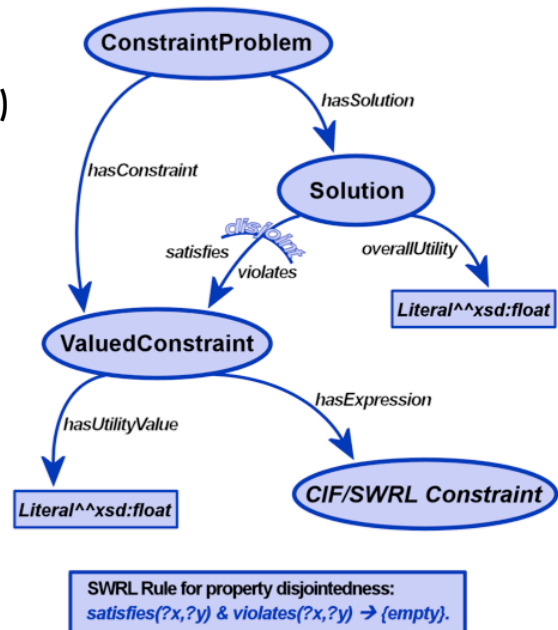 ConstraintProblem
)
hasSolution
hasConstraint
Solution
disjoint
satisfies
overallUtility
violates
Literal^^xsd:float
ValuedConstraint
hasExpression
hasUtilityValue
CIF/SWRL Constraint
Literal^^xsd:float
SWRL Rule for property disjointedness:
satisfies(?x,?y) & violates(?x,?y) → {empty}.